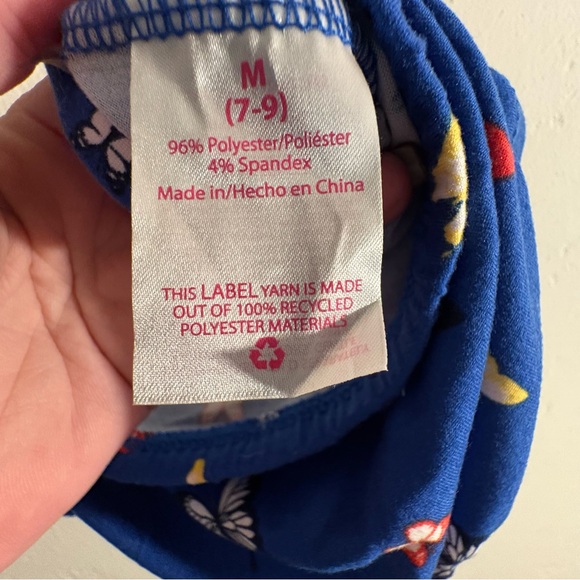 M
(7-9)
96% Polyester/Poliéster
4% Spandex
Made in/Hecho en China
THIS LABEL YARN IS MADE
OUT OF 100% RECYCLED
POLYESTER MATERIALS